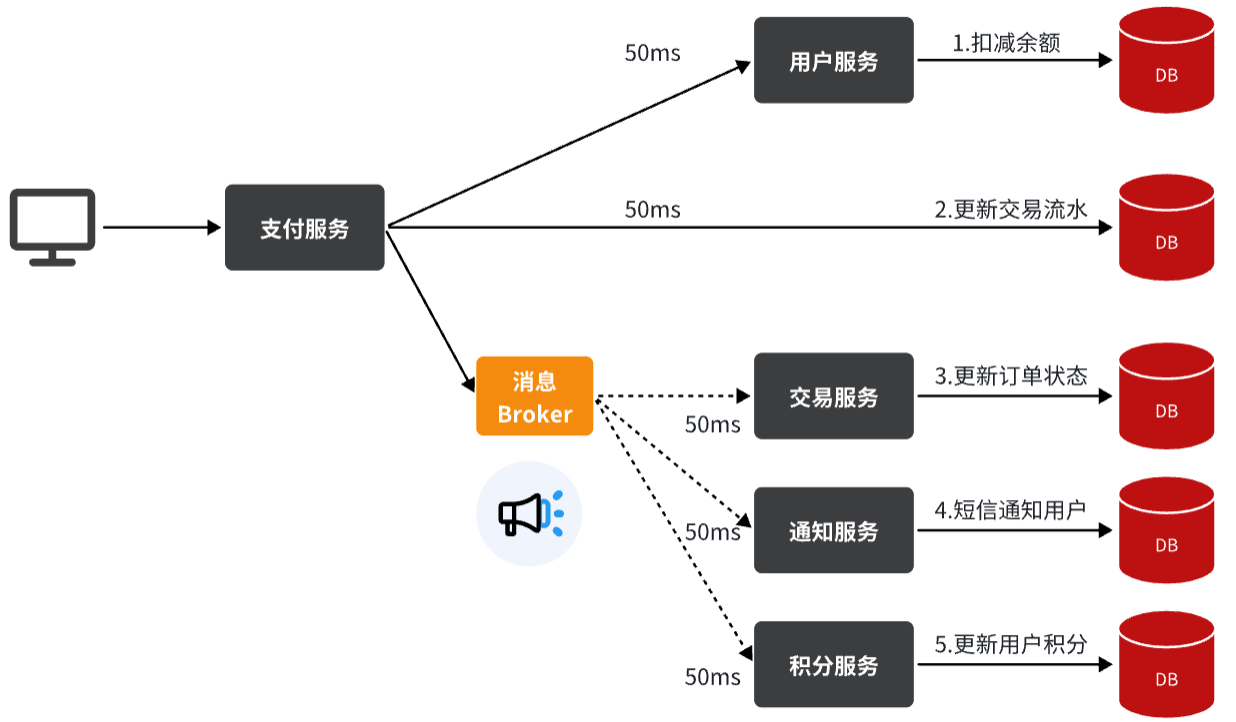 50ms
用户服务
1.扣减余额
DB
支付服务
50ms
2.更新交易流水
DB
消息
Broker
50ms
交易服务
3.更新订单状态
DB
50ms
通知服务
4.短信通知用户
DB
50ms
积分服务
5.更新用户积分
DB